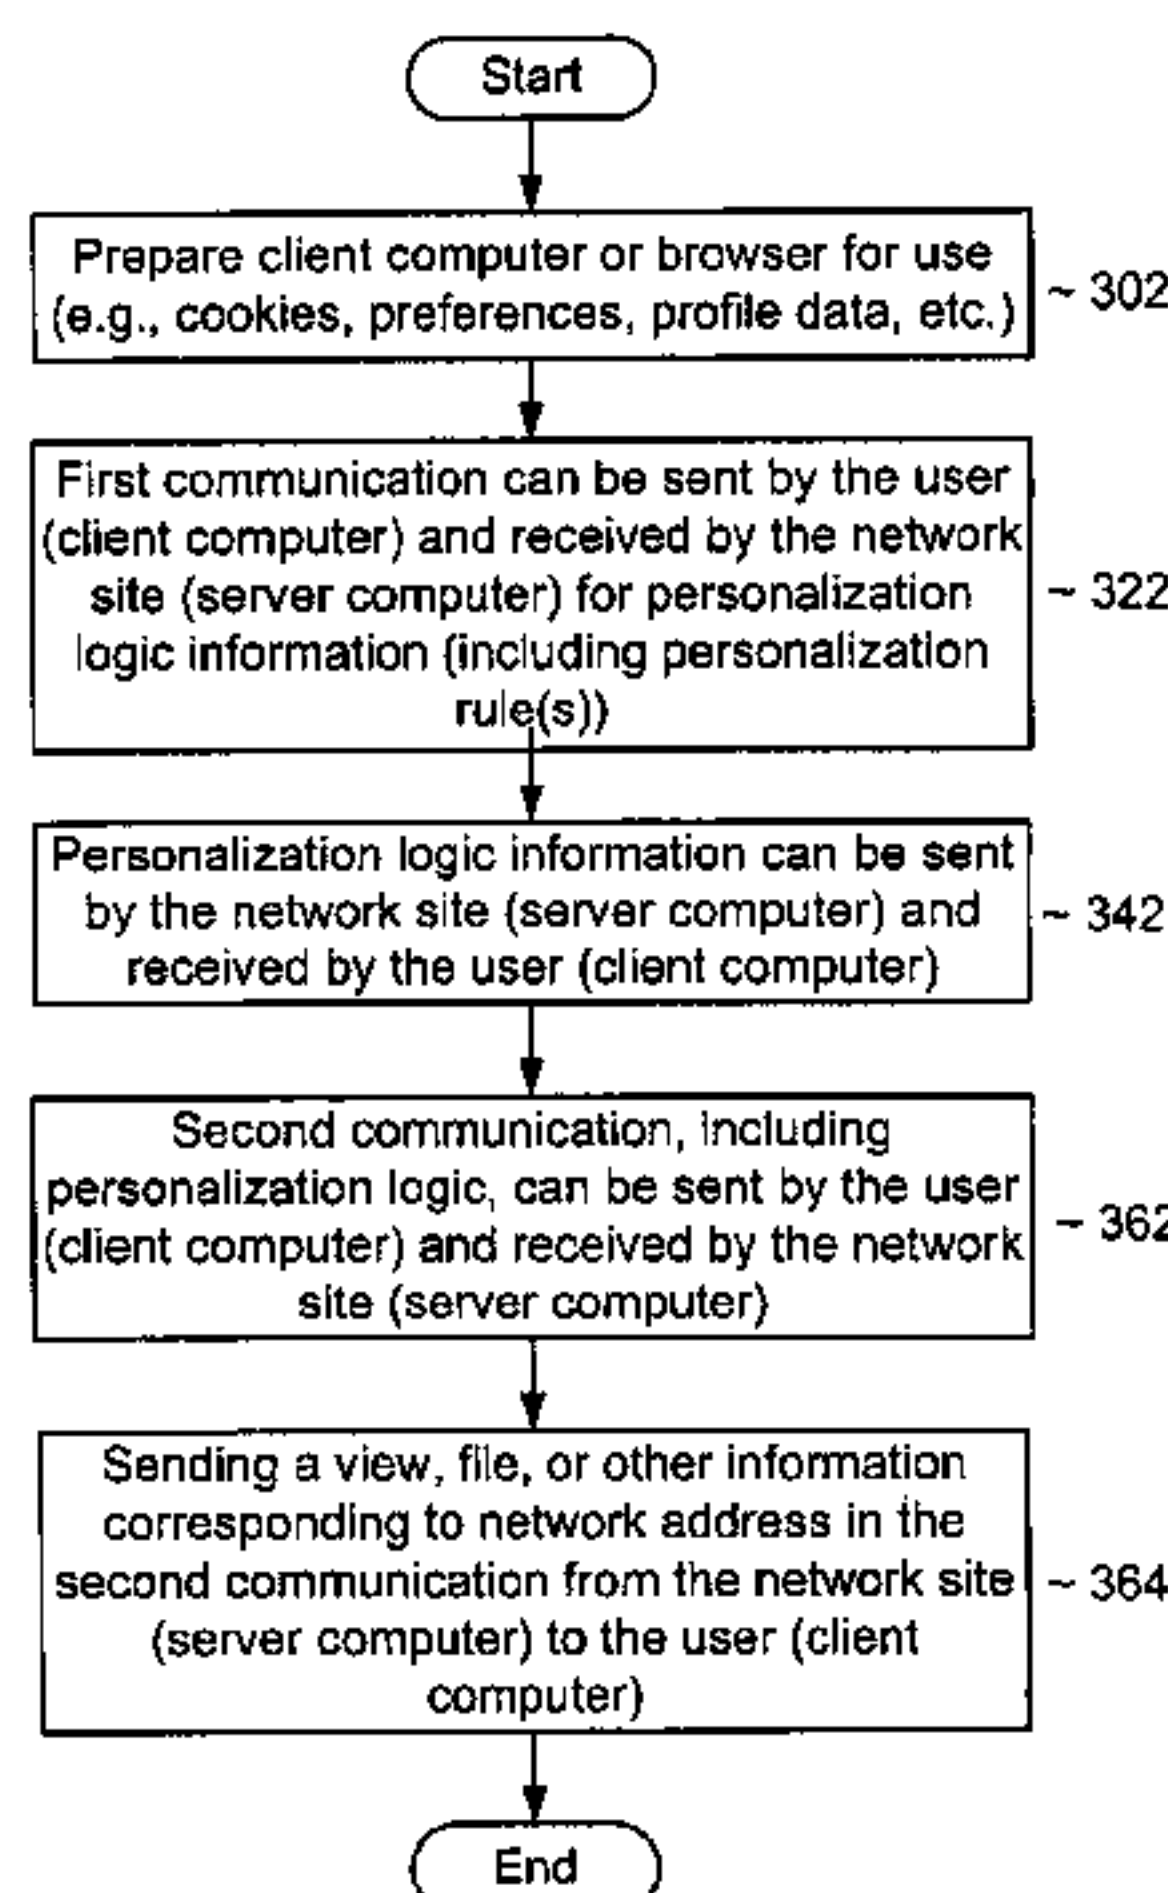 Start
Prepare client computer or browser for use
(e.g., cookies, preferences, profile data, etc.)
~ 302
First communication can be sent by the user
(client computer) and received by the network
site (server computer) for personalization
logic information (including personalization
rule(s))
~ 322
Personalization logic information can be sent
by the network site (server computer) and
received by the user (client computer)
~ 342
Second communication, including
personalization logic, can be sent by the user
(client computer) and received by the network
site (server computer)
~ 362
Sending a view, file, or other information
corresponding to network address in the
second communication from the network site
(server computer) to the user (client
computer)
~ 364
End